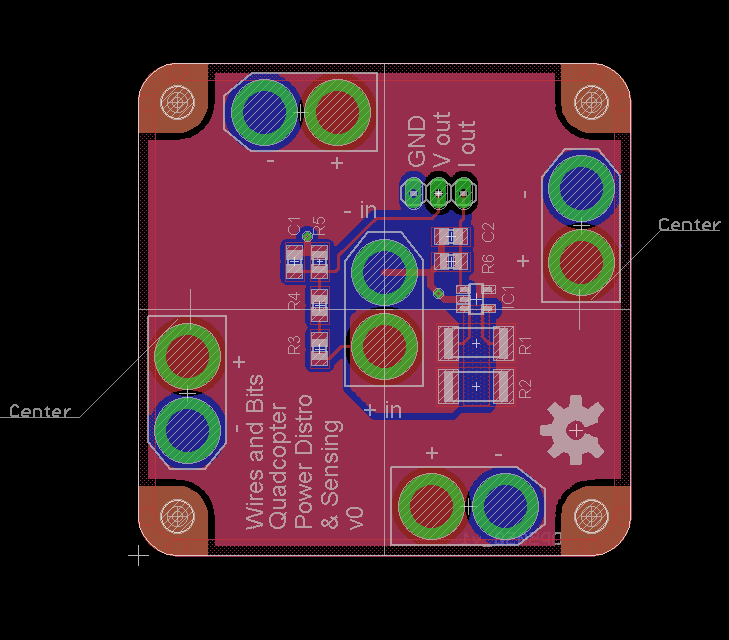 - +
GND
V out
I out
-
Center
- in
C1
R5
C2
+
R6
R4
IC1
R3
R1
+
R2
Center
-
+ in
Wires and Bits
Quadcopter
Power Distro
& Sensing
v0
+ -